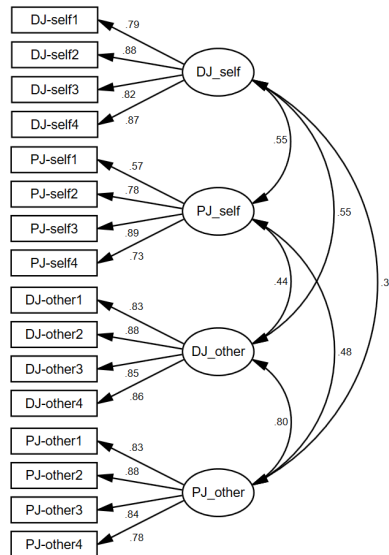 DJ-self1
.79
DJ-self2
.88
DJ-self3
.82
DJ-self4
.87
DJ_self
PJ-self1
.57
PJ-self2
.78
PJ-self3
.89
PJ-self4
.73
PJ_self
DJ-other1
.83
DJ-other2
.88
DJ-other3
.85
DJ-other4
.86
DJ_other
PJ-other1
.83
PJ-other2
.88
PJ-other3
.84
PJ-other4
.78
PJ_other
.55
.55
.44
.3
.48
.80